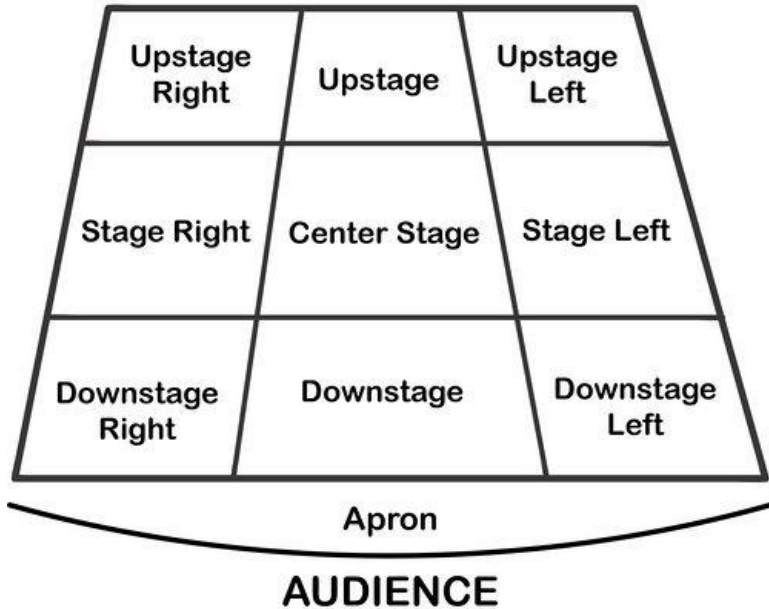 Upstage
Right
Upstage
Upstage
Left
Stage Right
Center Stage
Stage Left
Downstage
Right
Downstage
Downstage
Left
Apron
AUDIENCE